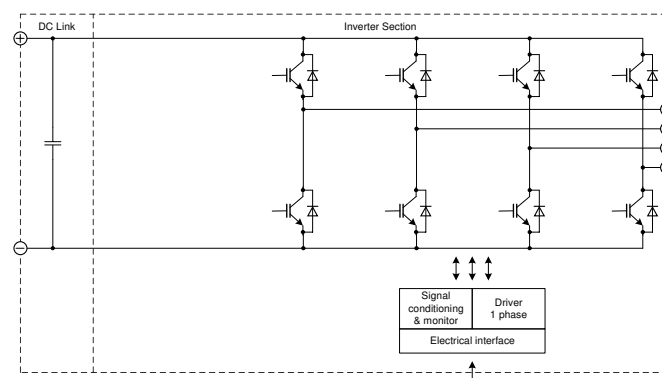 DC Link
Inverter Section
Signal
conditioning
& monitor
Driver
1 phase
Electrical interface